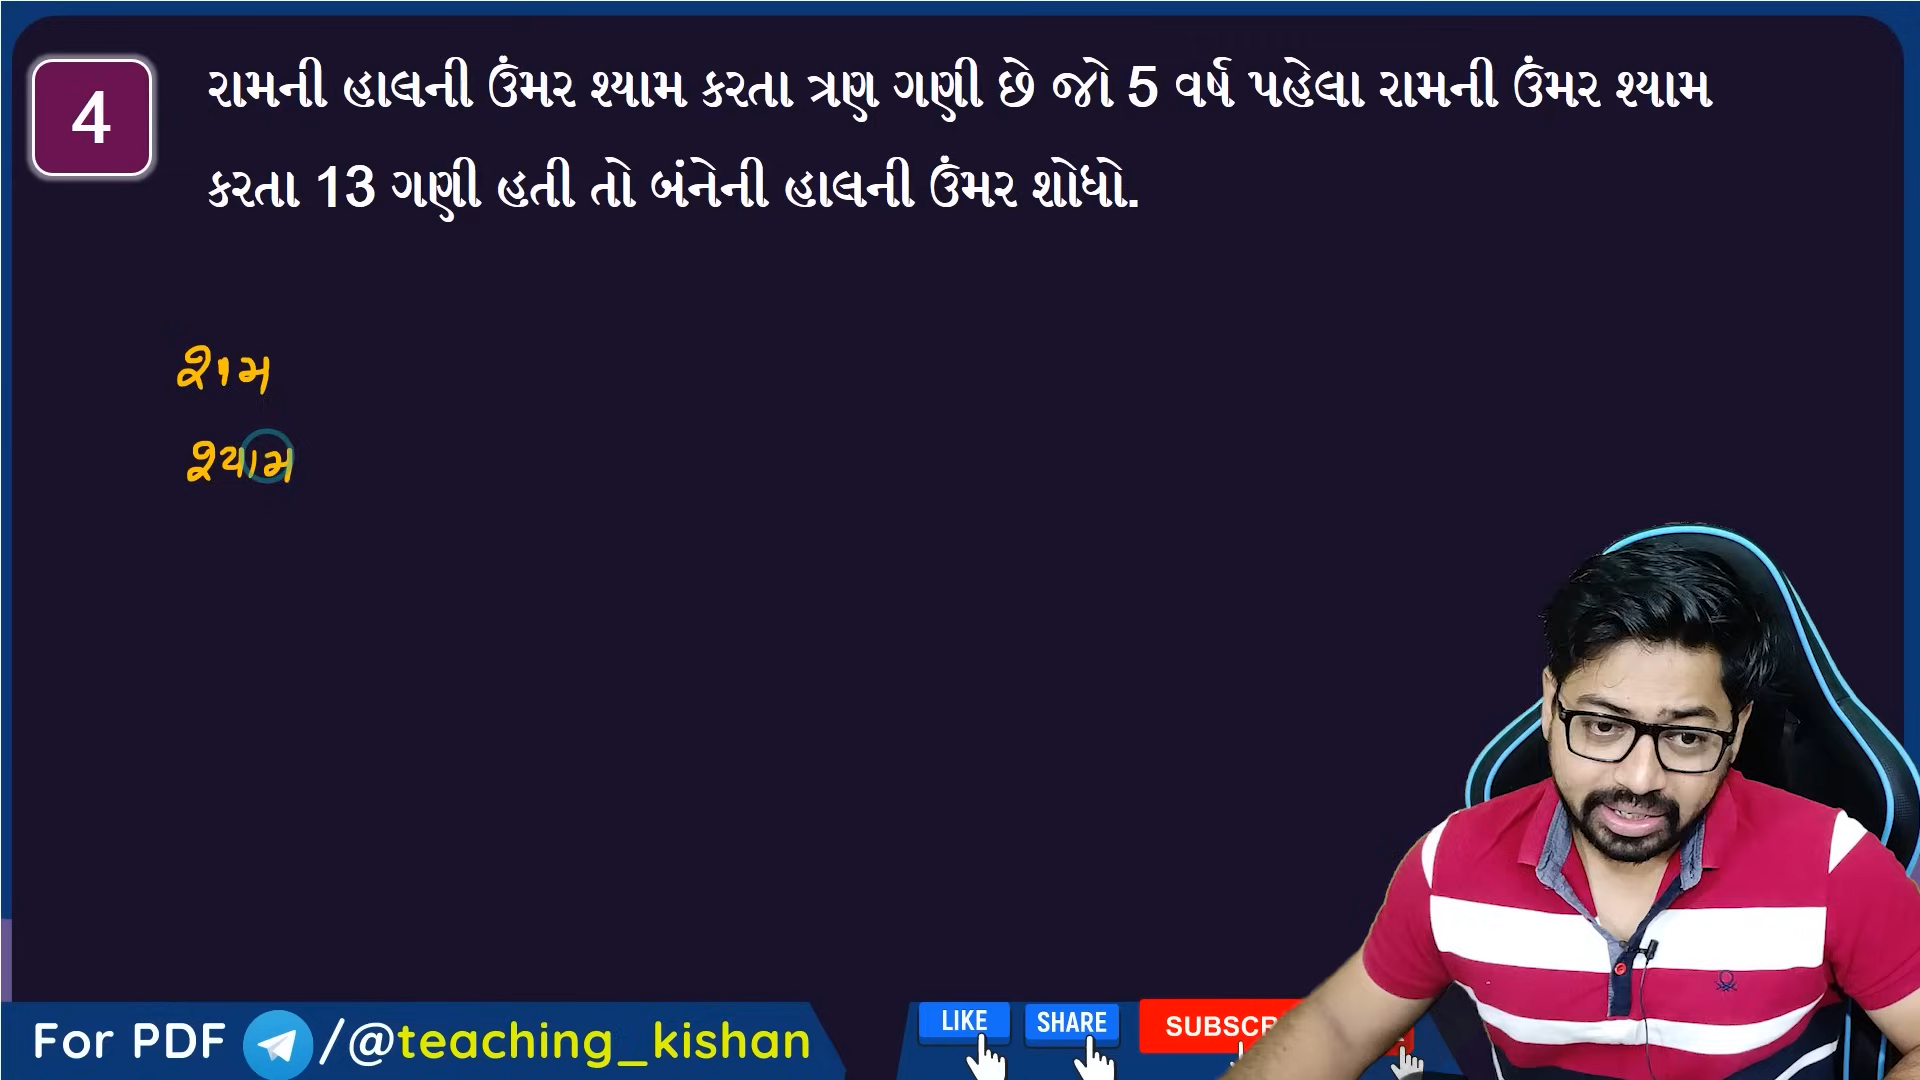 4
રામની હાલની ઉંમર શ્યામ કરતા ત્રણ ગણી છે જો 5 વર્ષ પહેલા રામની ઉંમર શ્યામ
કરતા 13 ગણી હતી તો બંનેની હાલની ઉંમર શોધો.
રામ
શ્યામ
For PDF /@teaching_kishan
LIKE SHARE